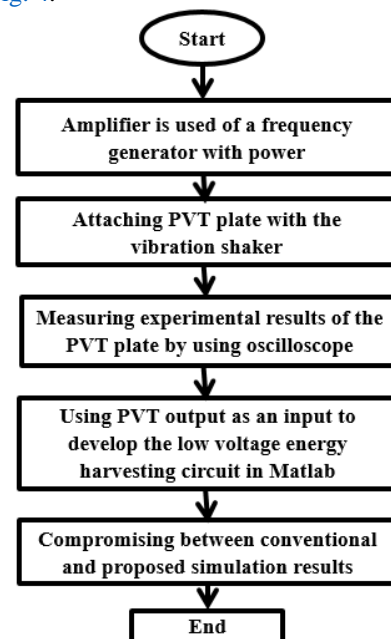 Start
Amplifier is used of a frequency
generator with power
Attaching PVT plate with the
vibration shaker
Measuring experimental results of the
PVT plate by using oscilloscope
Using PVT output as an input to
develop the low voltage energy
harvesting circuit in Matlab
Compromising between conventional
and proposed simulation results
End